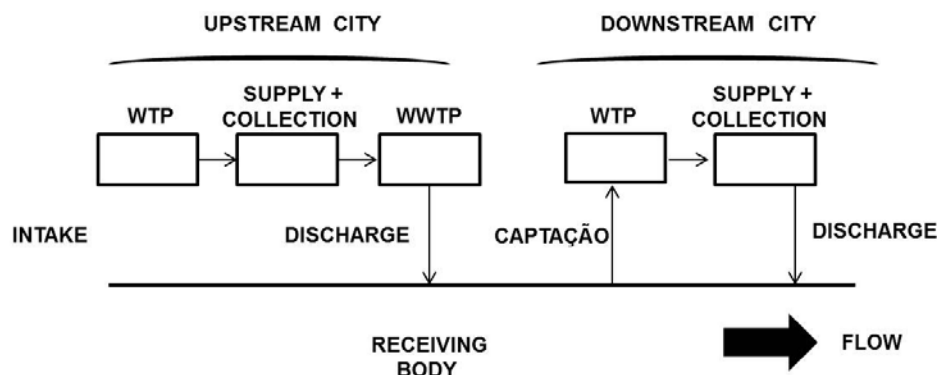 UPSTREAM CITY
DOWNSTREAM CITY
WTP
SUPPLY +
COLLECTION
WWTP
WTP
SUPPLY +
COLLECTION
INTAKE
DISCHARGE
CAPTAÇÃO
DISCHARGE
RECEIVING
BODY
FLOW